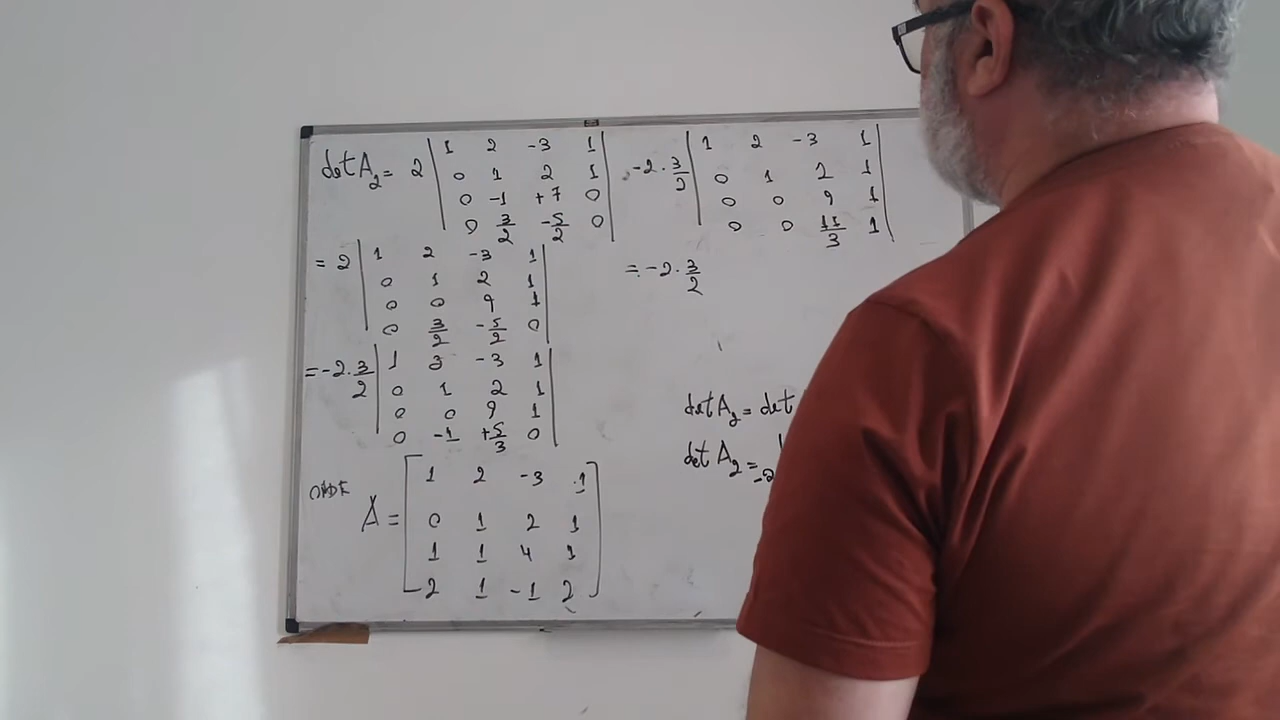 det A₂ = 2 | 1 2 -3 1 |
| 0 1 2 1 |
| 0 -1 +7 0 |
| 0 3/2 -5/2 0 |
= 2 | 1 2 -3 1 |
| 0 1 2 1 |
| 0 0 9 1 |
| 0 3/2 -5/2 0 |
= -2 · 3/2 | 1 2 -3 1 |
| 0 1 2 1 |
| 0 0 9 1 |
| 0 -1 +5/3 0 |
ONDE
A = [ 1 2 -3 1 ]
[ 0 1 2 1 ]
[ 1 1 4 1 ]
[ 2 1 -1 2 ]
-2 · 3/2 | 1 2 -3 1 |
| 0 1 2 1 |
| 0 0 9 1 |
| 0 0 11/3 1 |
= -2 · 3/2
det A₂ = det
det A₂ =